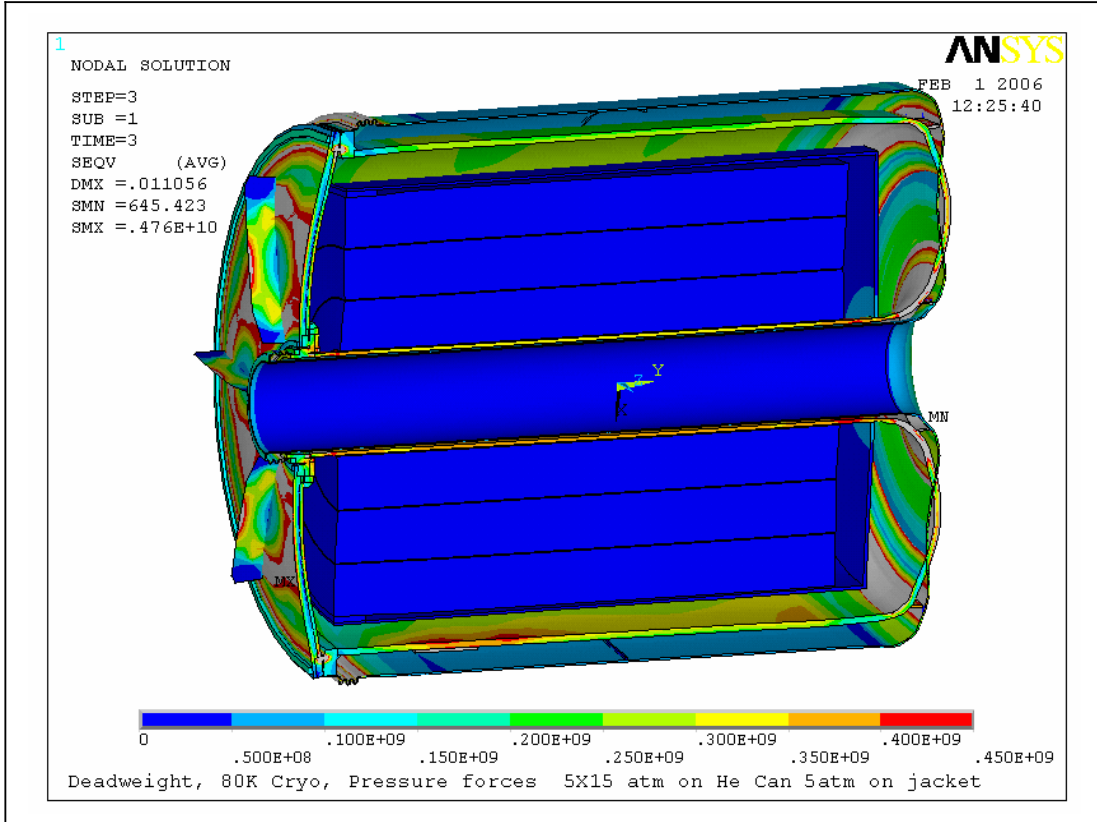 1
ANSYS
NODAL SOLUTION
FEB 1 2006
12:25:40
STEP=3
SUB =1
TIME=3
SEQV (AVG)
DMX =.011056
SMN =645.423
SMX =.476E+10
Y
Z
X
MN
MX
0 .100E+09 .200E+09 .300E+09 .400E+09
.500E+08 .150E+09 .250E+09 .350E+09 .450E+09
Deadweight, 80K Cryo, Pressure forces 5X15 atm on He Can 5atm on jacket